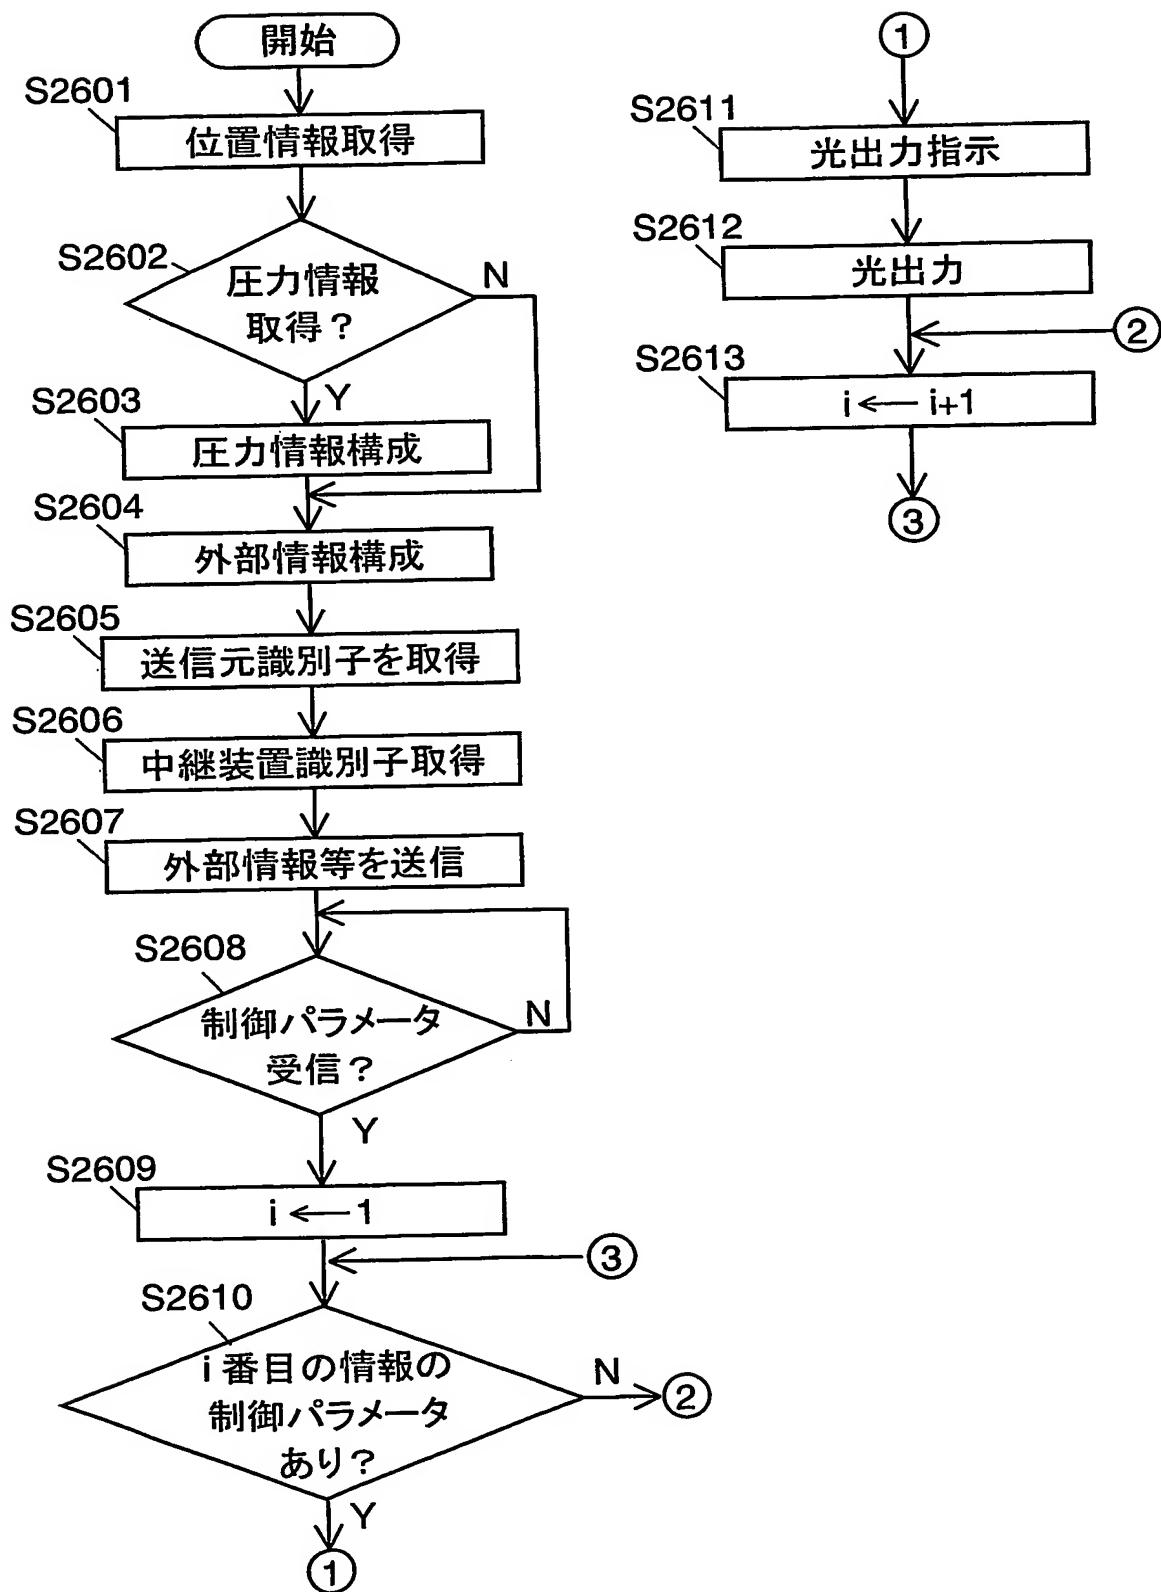 開始
S2601
位置情報取得
S2602
圧力情報
取得？
N
Y
S2603
圧力情報構成
S2604
外部情報構成
S2605
送信元識別子を取得
S2606
中継装置識別子取得
S2607
外部情報等を送信
S2608
制御パラメータ
受信？
N
Y
S2609
i ← 1
③
S2610
i 番目の情報の
制御パラメータ
あり？
N
②
Y
①
①
S2611
光出力指示
S2612
光出力
②
S2613
i ← i+1
③